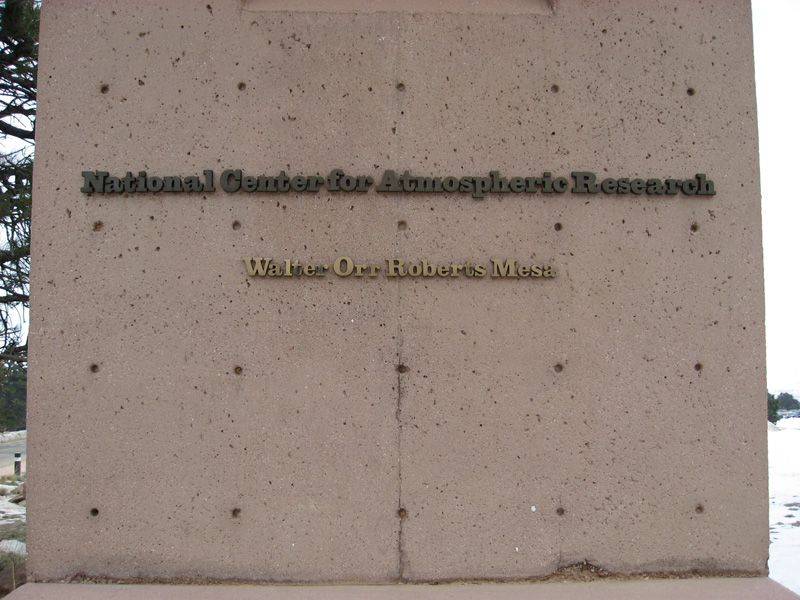 National Center for Atmospheric Research
Walter Orr Roberts Mesa